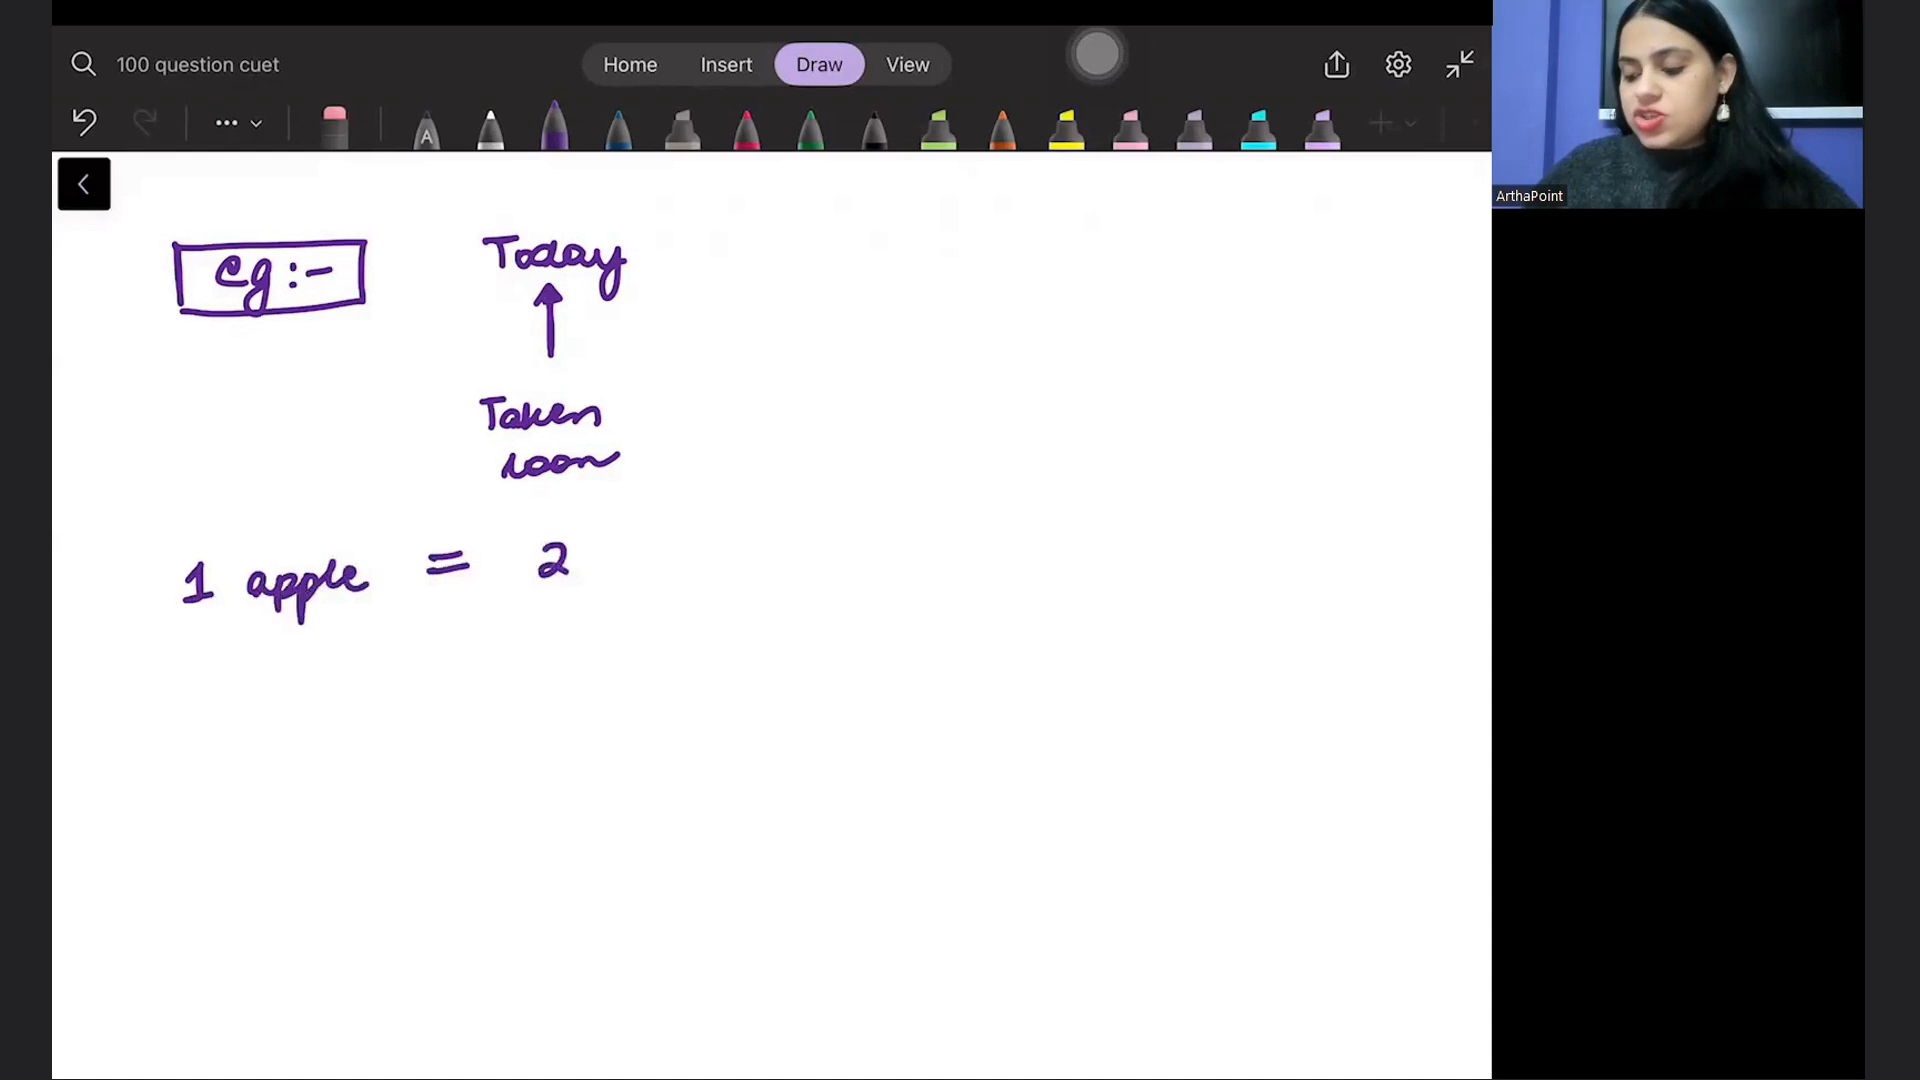 100 question cuet
Home Insert Draw View
A
ArthaPoint
eg :-
Today
Taken
soon
1 apple = 2